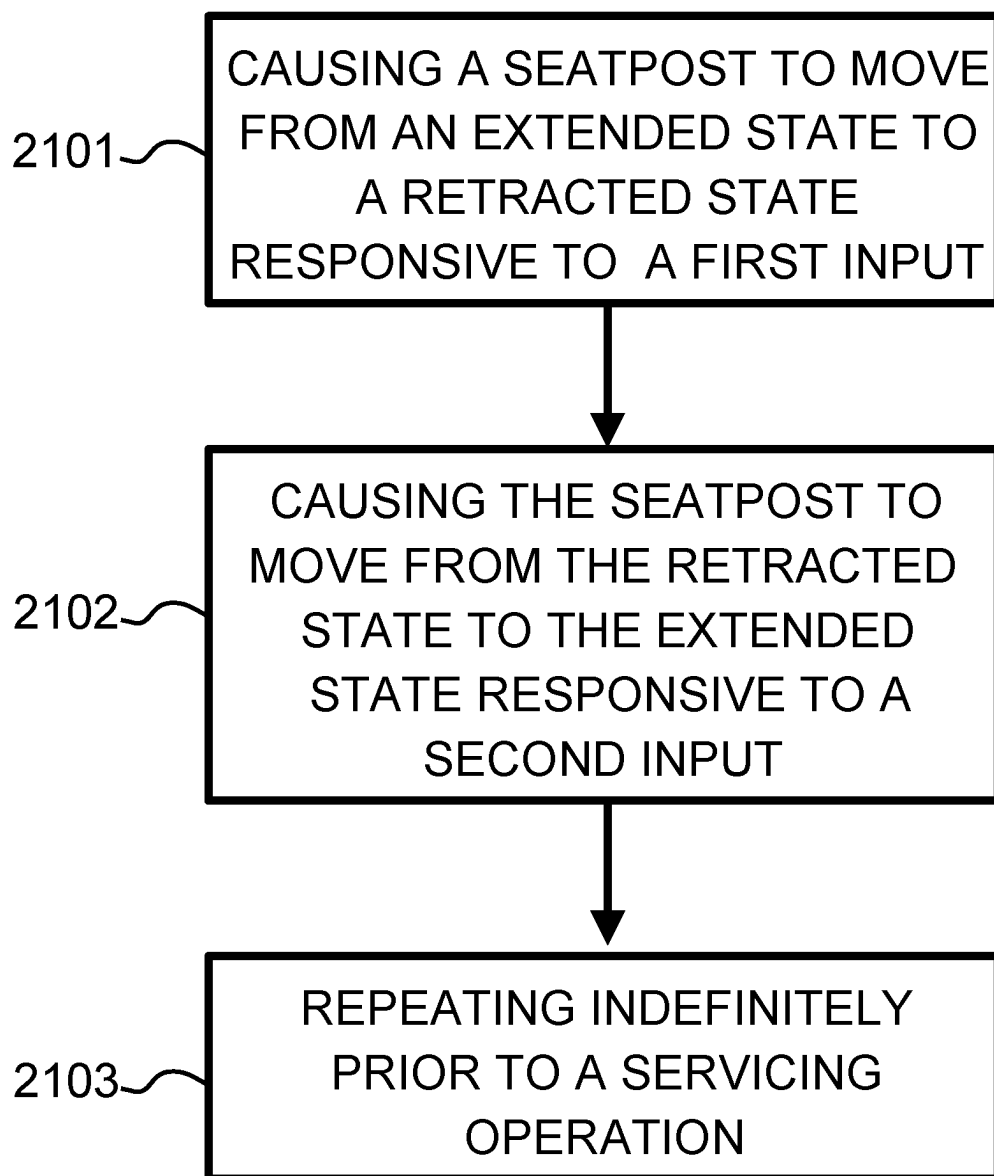 2101
CAUSING A SEATPOST TO MOVE
FROM AN EXTENDED STATE TO
A RETRACTED STATE
RESPONSIVE TO A FIRST INPUT
2102
CAUSING THE SEATPOST TO
MOVE FROM THE RETRACTED
STATE TO THE EXTENDED
STATE RESPONSIVE TO A
SECOND INPUT
2103
REPEATING INDEFINITELY
PRIOR TO A SERVICING
OPERATION